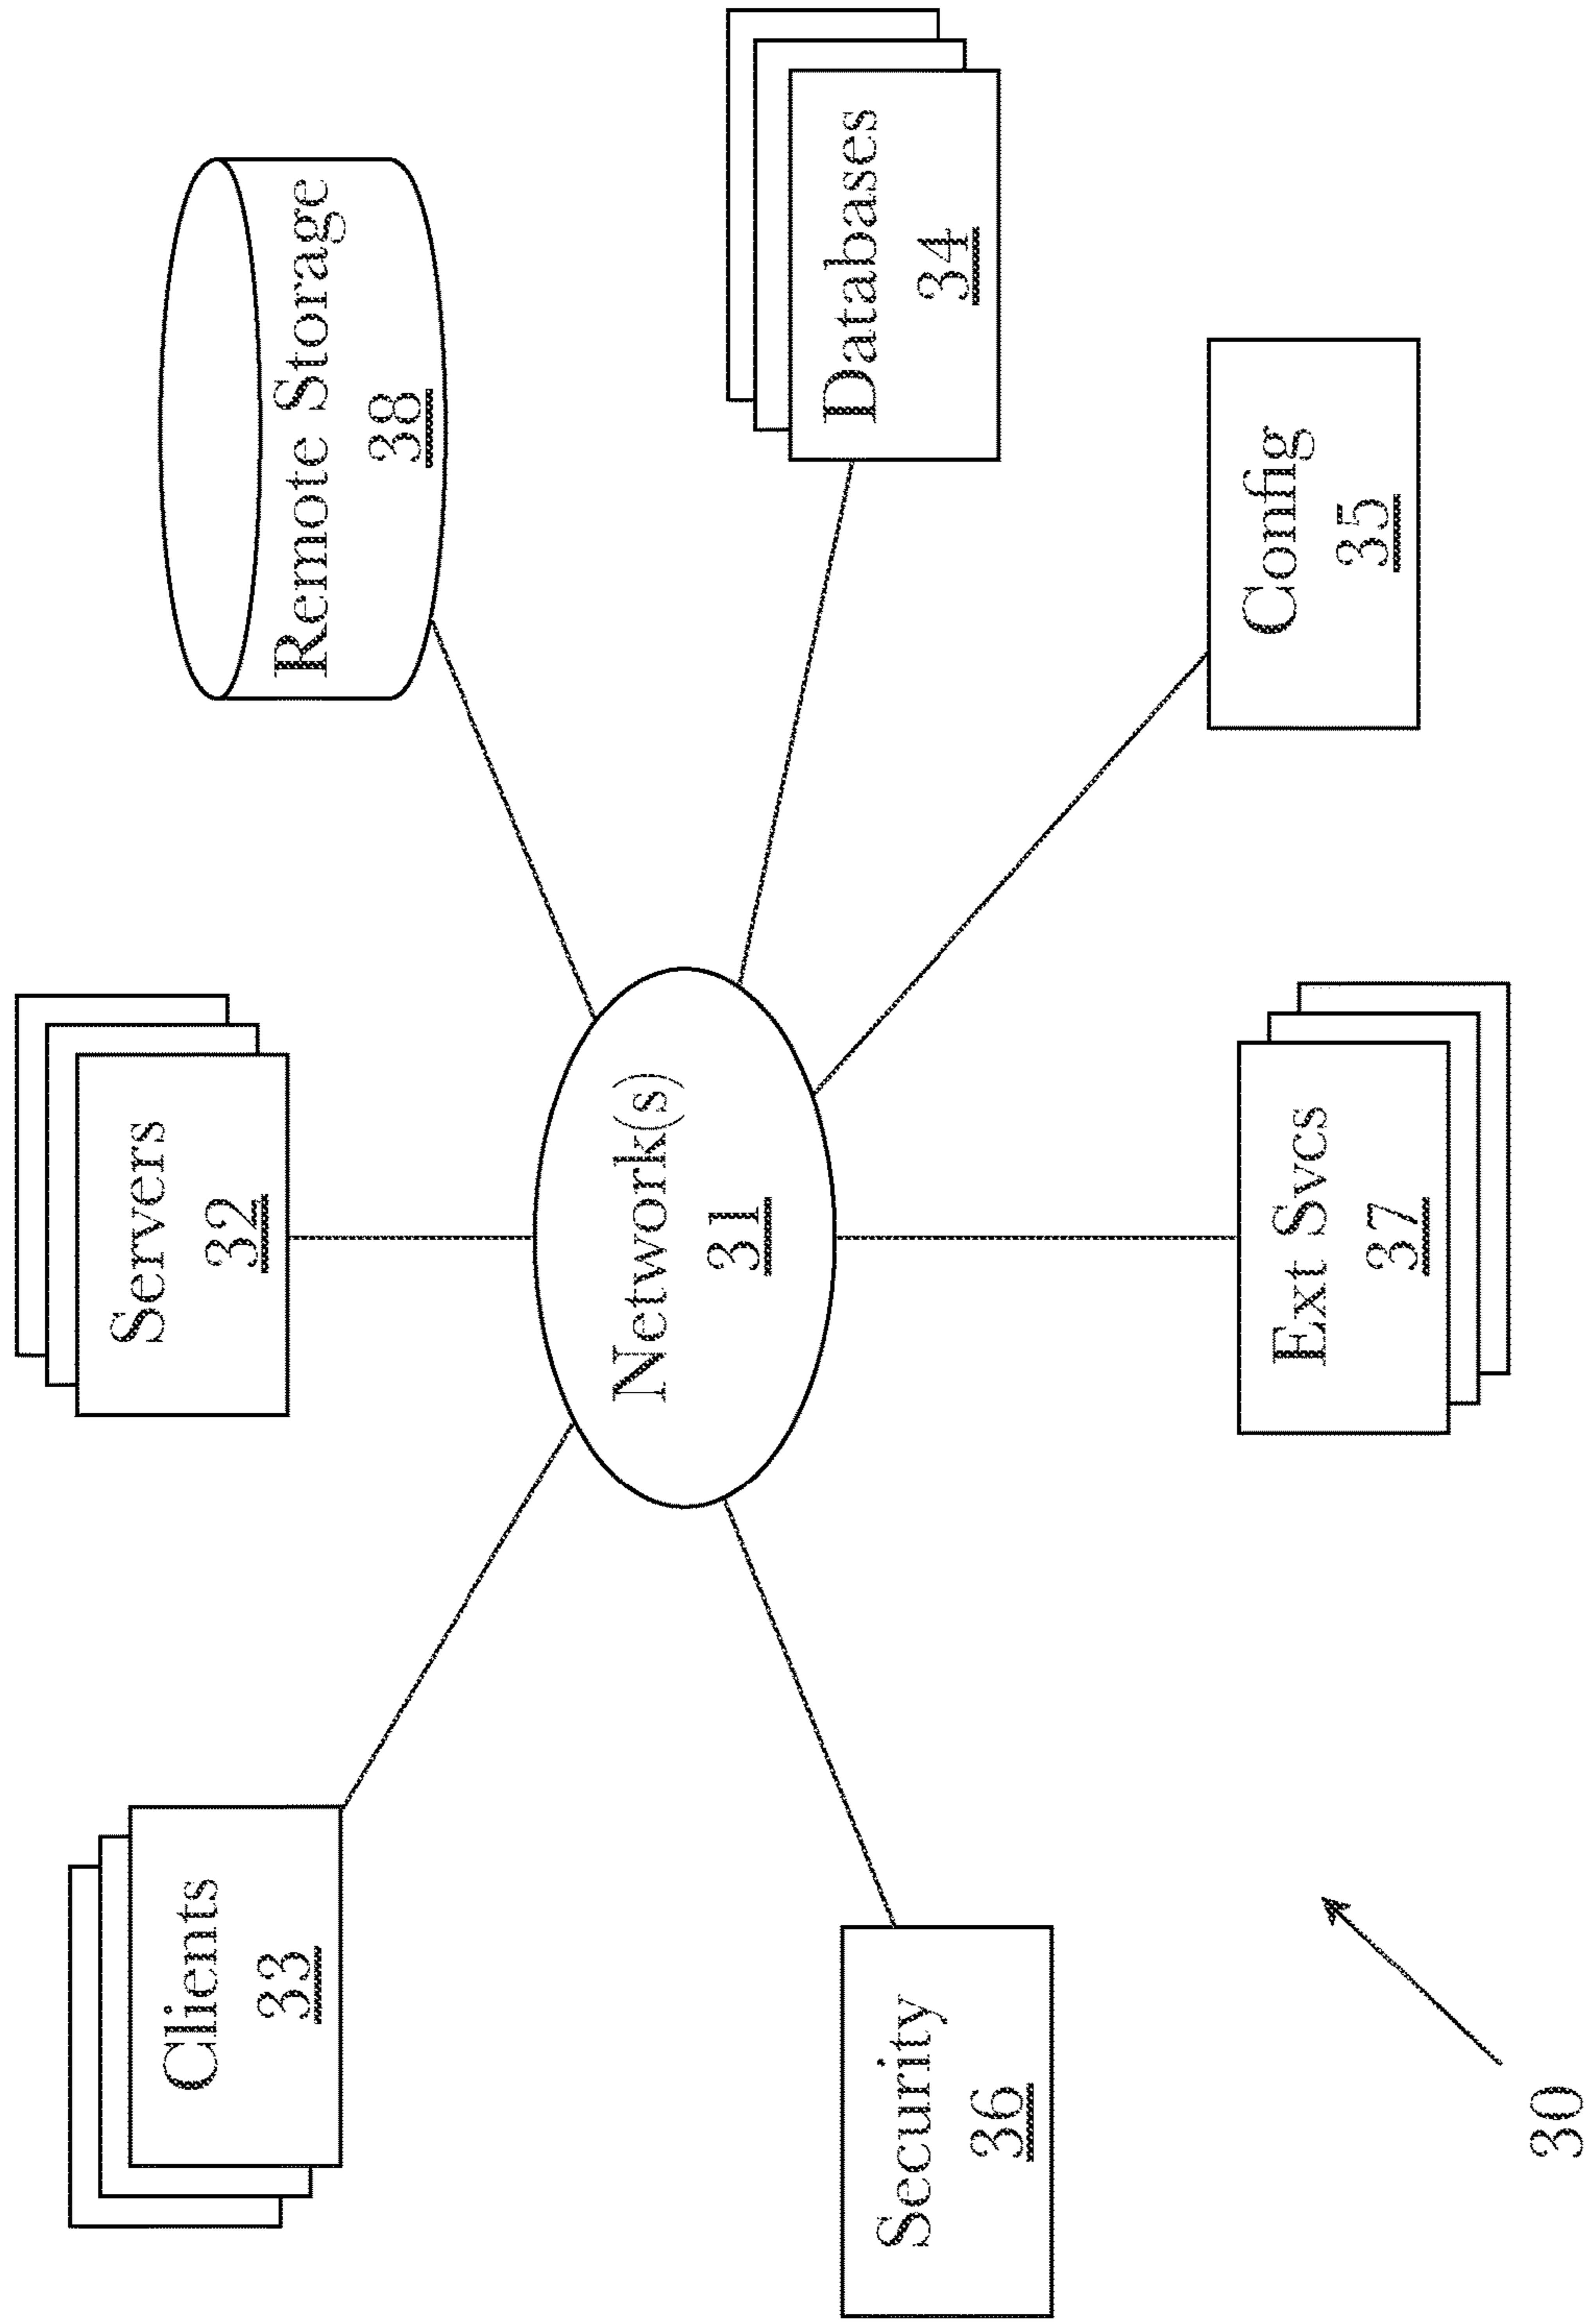 Servers
32
Clients
33
Remote Storage
38
Network(s)
31
Databases
34
Security
36
Ext Svcs
37
Config
35
30